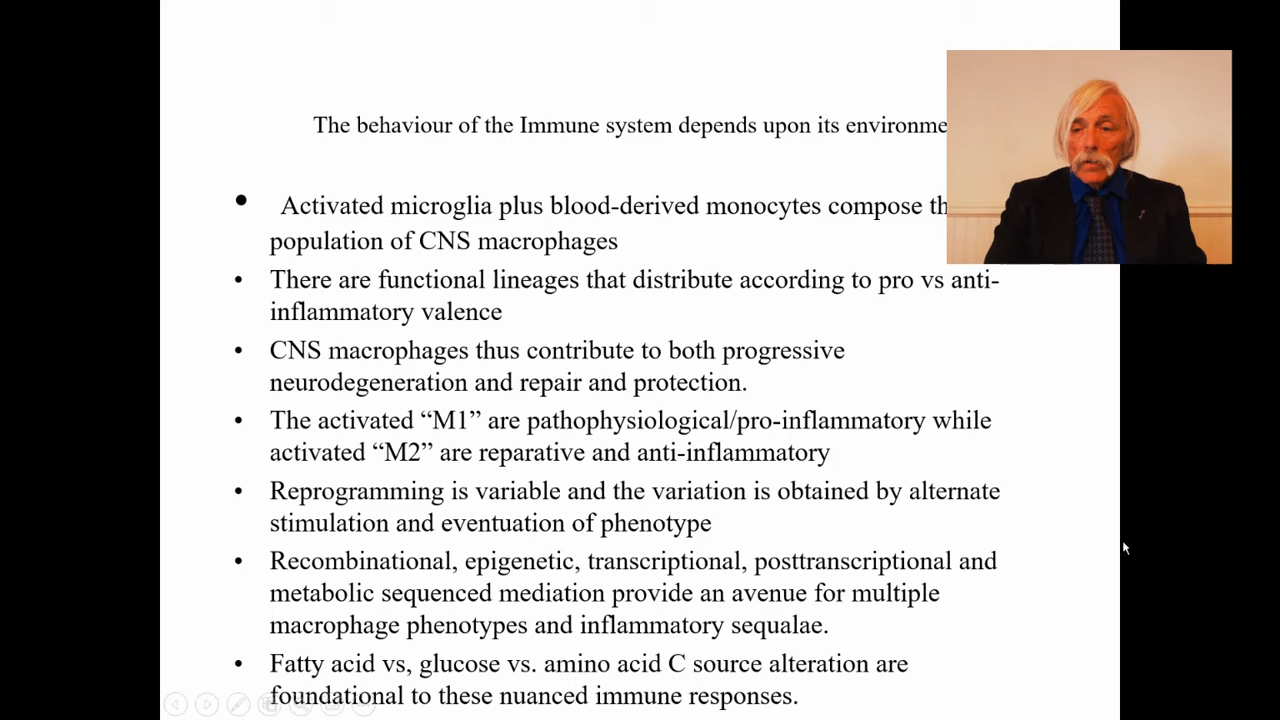 The behaviour of the Immune system depends upon its
• Activated microglia plus blood-derived monocytes compose
population of CNS macrophages
• There are functional lineages that distribute according to pro vs anti-
inflammatory valence
• CNS macrophages thus contribute to both progressive
neurodegeneration and repair and protection.
• The activated “M1” are pathophysiological/pro-inflammatory while
activated “M2” are reparative and anti-inflammatory
• Reprogramming is variable and the variation is obtained by alternate
stimulation and eventuation of phenotype
• Recombinational, epigenetic, transcriptional, posttranscriptional and
metabolic sequenced mediation provide an avenue for multiple
macrophage phenotypes and inflammatory sequalae.
• Fatty acid vs, glucose vs. amino acid C source alteration are
foundational to these nuanced immune responses.